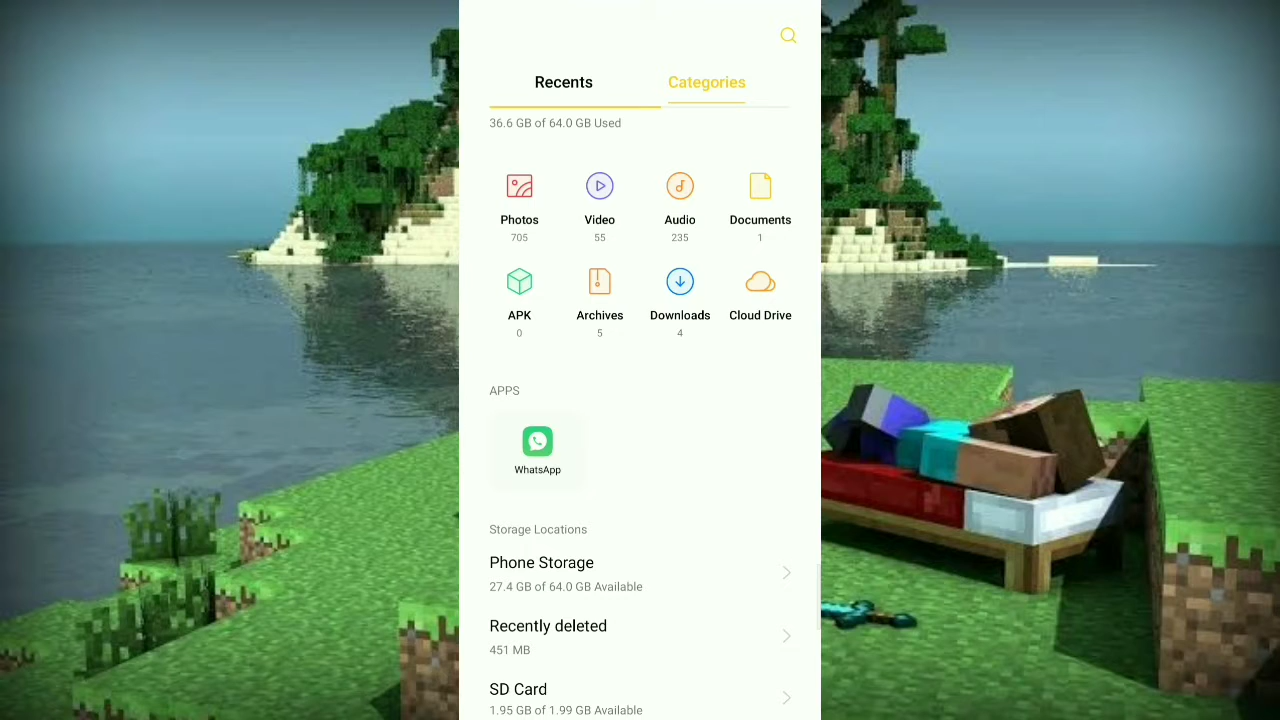 Recents
Categories
36.6 GB of 64.0 GB Used
Photos
Video
Audio
Documents
705
55
235
1
APK
Archives
Downloads
Cloud Drive
0
5
4
APPS
WhatsApp
Storage Locations
Phone Storage
27.4 GB of 64.0 GB Available
Recently deleted
451 MB
SD Card
1.95 GB of 1.99 GB Available